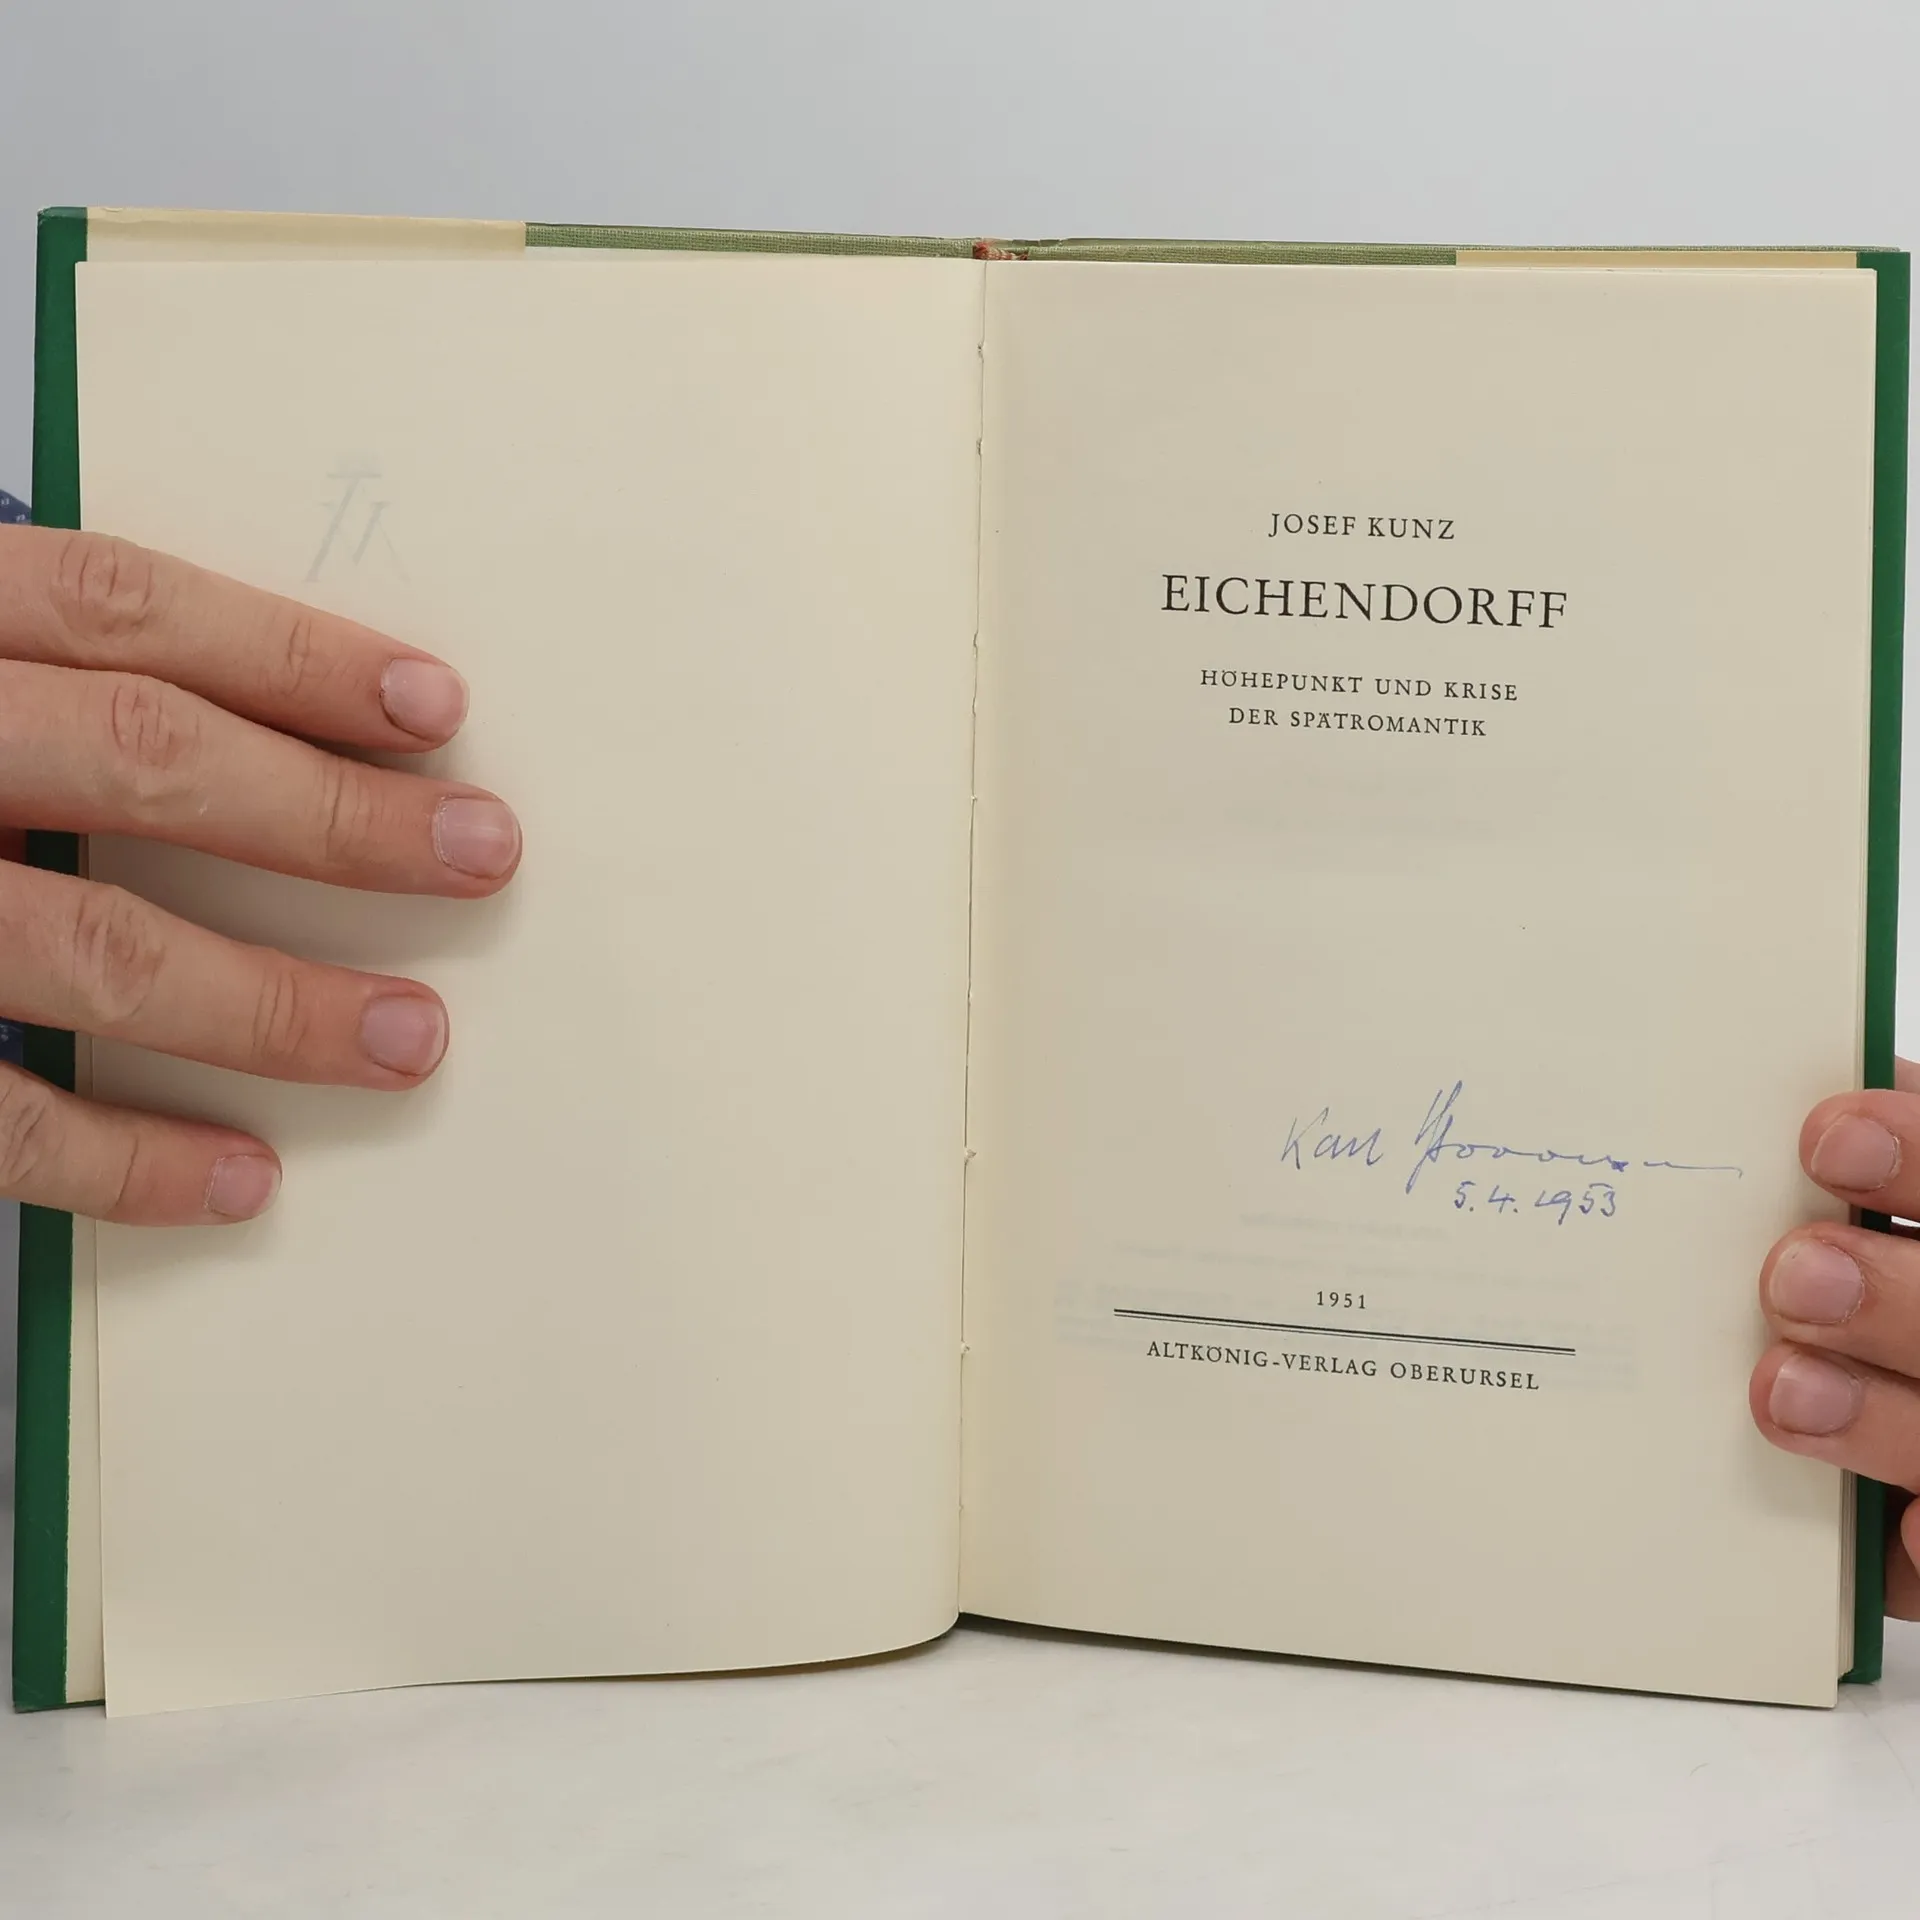 JOSEF KUNZ
EICHENDORFF
HÖHEPUNKT UND KRISE
DER SPÄTROMANTIK
Karl
5.4.1953
1951
ALTKÖNIG-VERLAG OBERURSEL